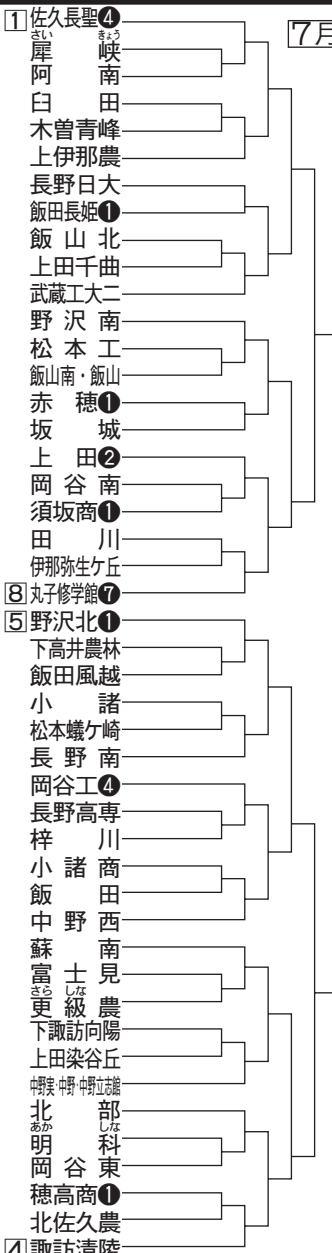 7月
1 佐久長聖❹
さい きょう
犀峡
阿南
臼田
木曽青峰
上伊那農
長野日大
飯田長姫❶
飯山北
上田千曲
武蔵工大二
野沢南
松本工
飯山南・飯山
赤穂❶
坂城
上田❷
岡谷南
須坂商❶
田川
伊那弥生ケ丘
8 丸子修学館❼
5 野沢北❶
下高井農林
飯田風越
小諸
松本蟻ケ崎
長野南
岡谷工❹
長野高専
梓川
小諸商
飯田
中野西
蘇南
富士見
さら しな
更級農
下諏訪向陽
上田染谷丘
中野実・中野・中野立志館
北部
あか しな
明科
岡谷東
穂高商❶
北佐久農
4 諏訪清陵